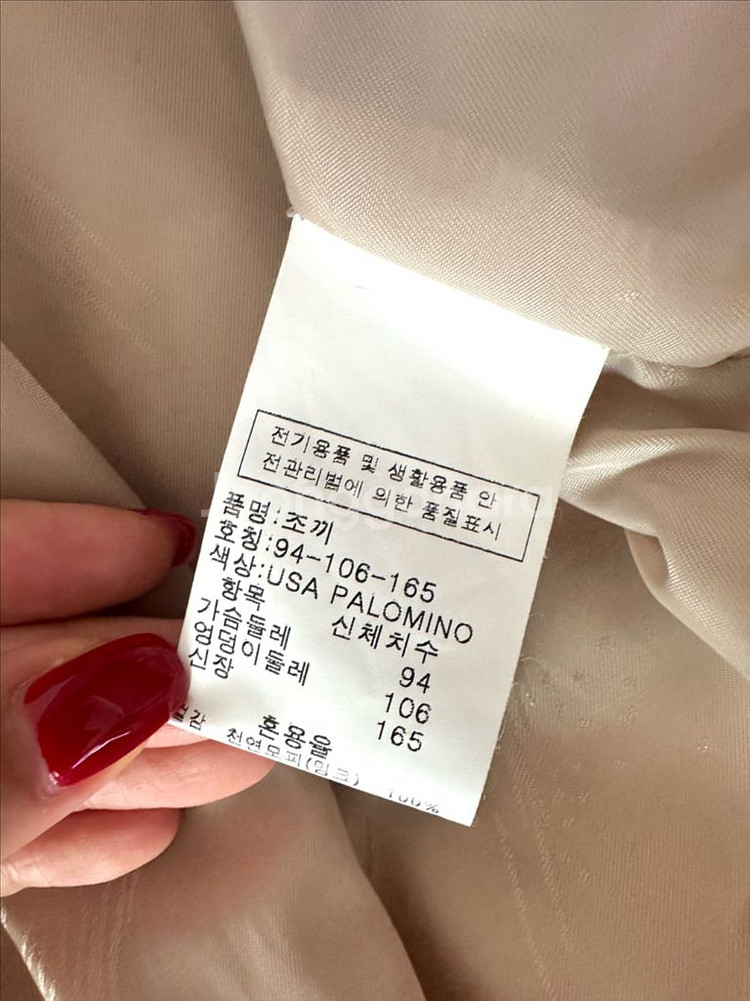 전기용품 및 생활용품 안
전관리법에 의한 품질표시
품명:조끼
호칭:94-106-165
색상:USA PALOMINO
항목 신체치수
가슴둘레 94
엉덩이둘레 106
신장 165
혼용율
겉감 천연모피(밍크) 100%